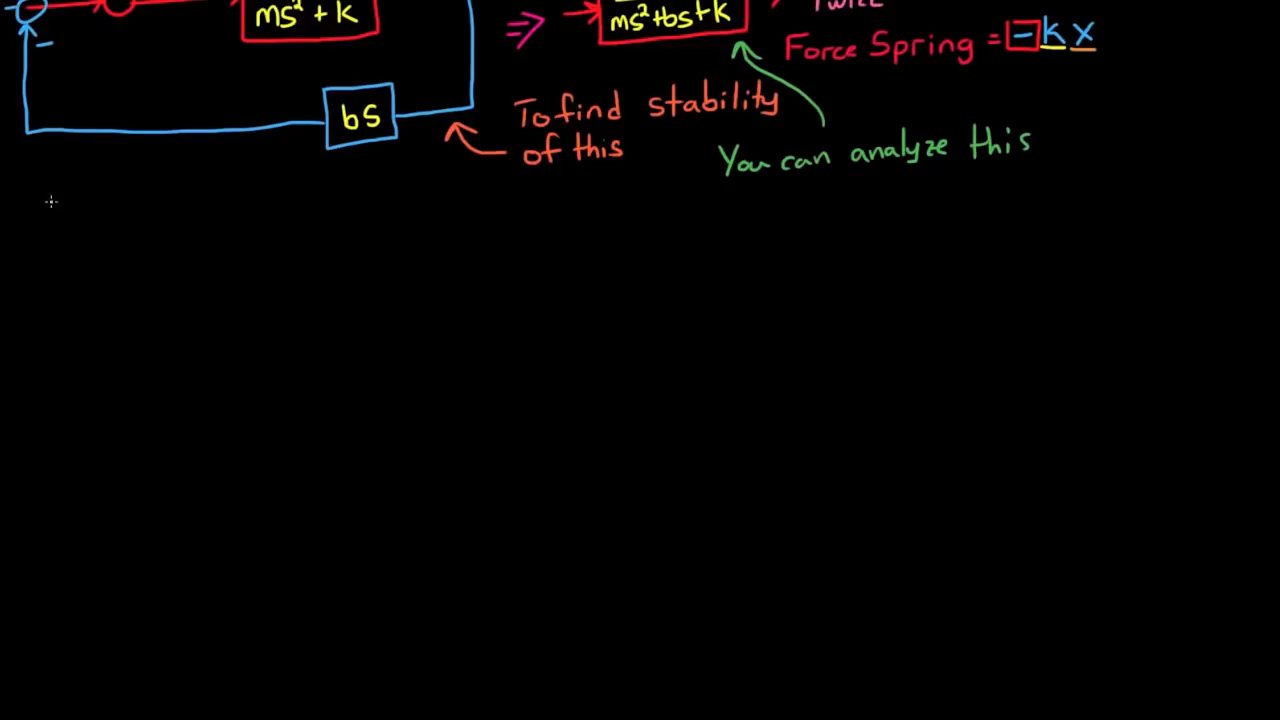 ms² + k
⇒
ms²+bs+k
Force Spring = -kx
-
bs
To find stability
of this
You can analyze this